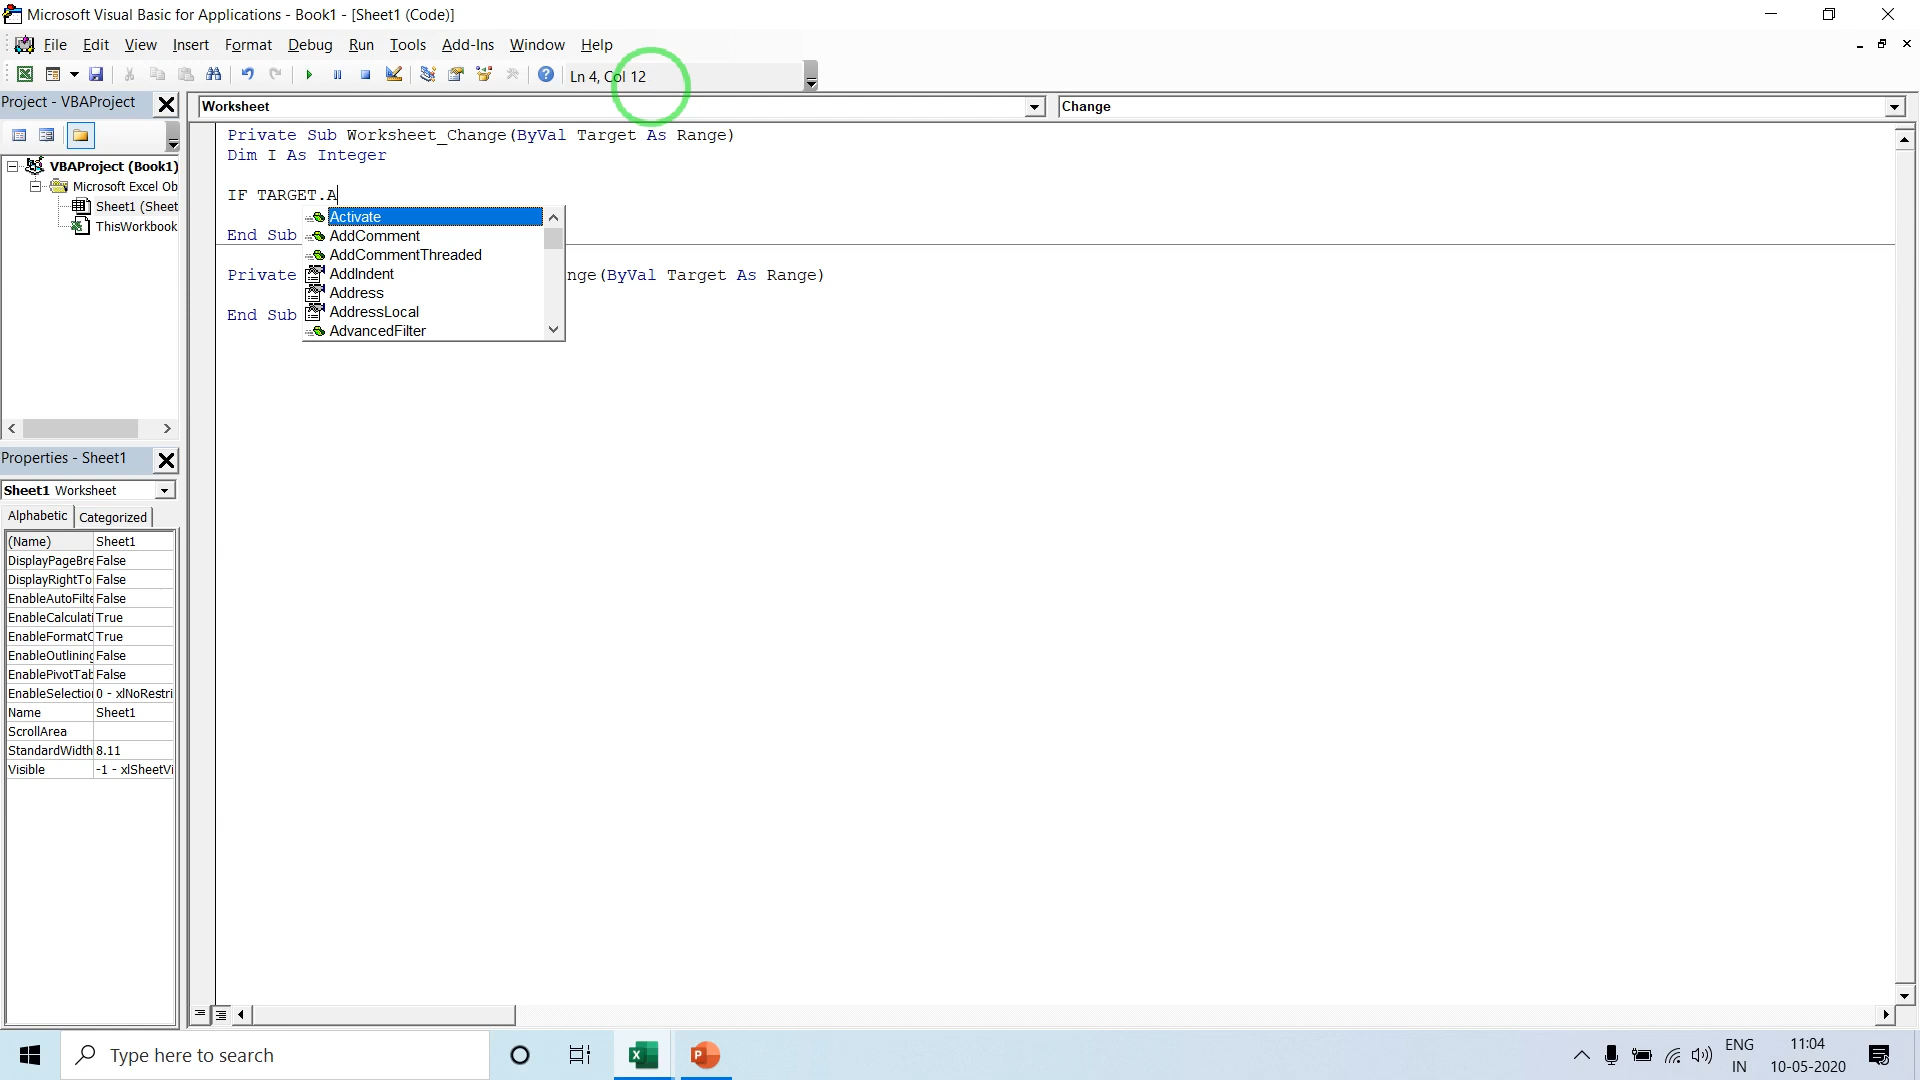 Microsoft Visual Basic for Applications - Book1 - [Sheet1 (Code)]
File Edit View Insert Format Debug Run Tools Add-Ins Window Help
Ln 4, Col 12
Project - VBAProject
Worksheet
Change
VBAProject (Book1)
Microsoft Excel Ob
Sheet1 (Sheet
ThisWorkbook
Private Sub Worksheet_Change(ByVal Target As Range)
Dim I As Integer
IF TARGET.A
Activate
AddComment
AddCommentThreaded
AddIndent
Address
AddressLocal
AdvancedFilter
End Sub
Private nge(ByVal Target As Range)
End Sub
Properties - Sheet1
Sheet1 Worksheet
Alphabetic Categorized
(Name) Sheet1
DisplayPageBre False
DisplayRightTo False
EnableAutoFilte False
EnableCalculati True
EnableFormatC True
EnableOutlining False
EnablePivotTab False
EnableSelection 0 - xlNoRestri
Name Sheet1
ScrollArea
StandardWidth 8.11
Visible -1 - xlSheetVi
Type here to search
ENG
IN
11:04
10-05-2020